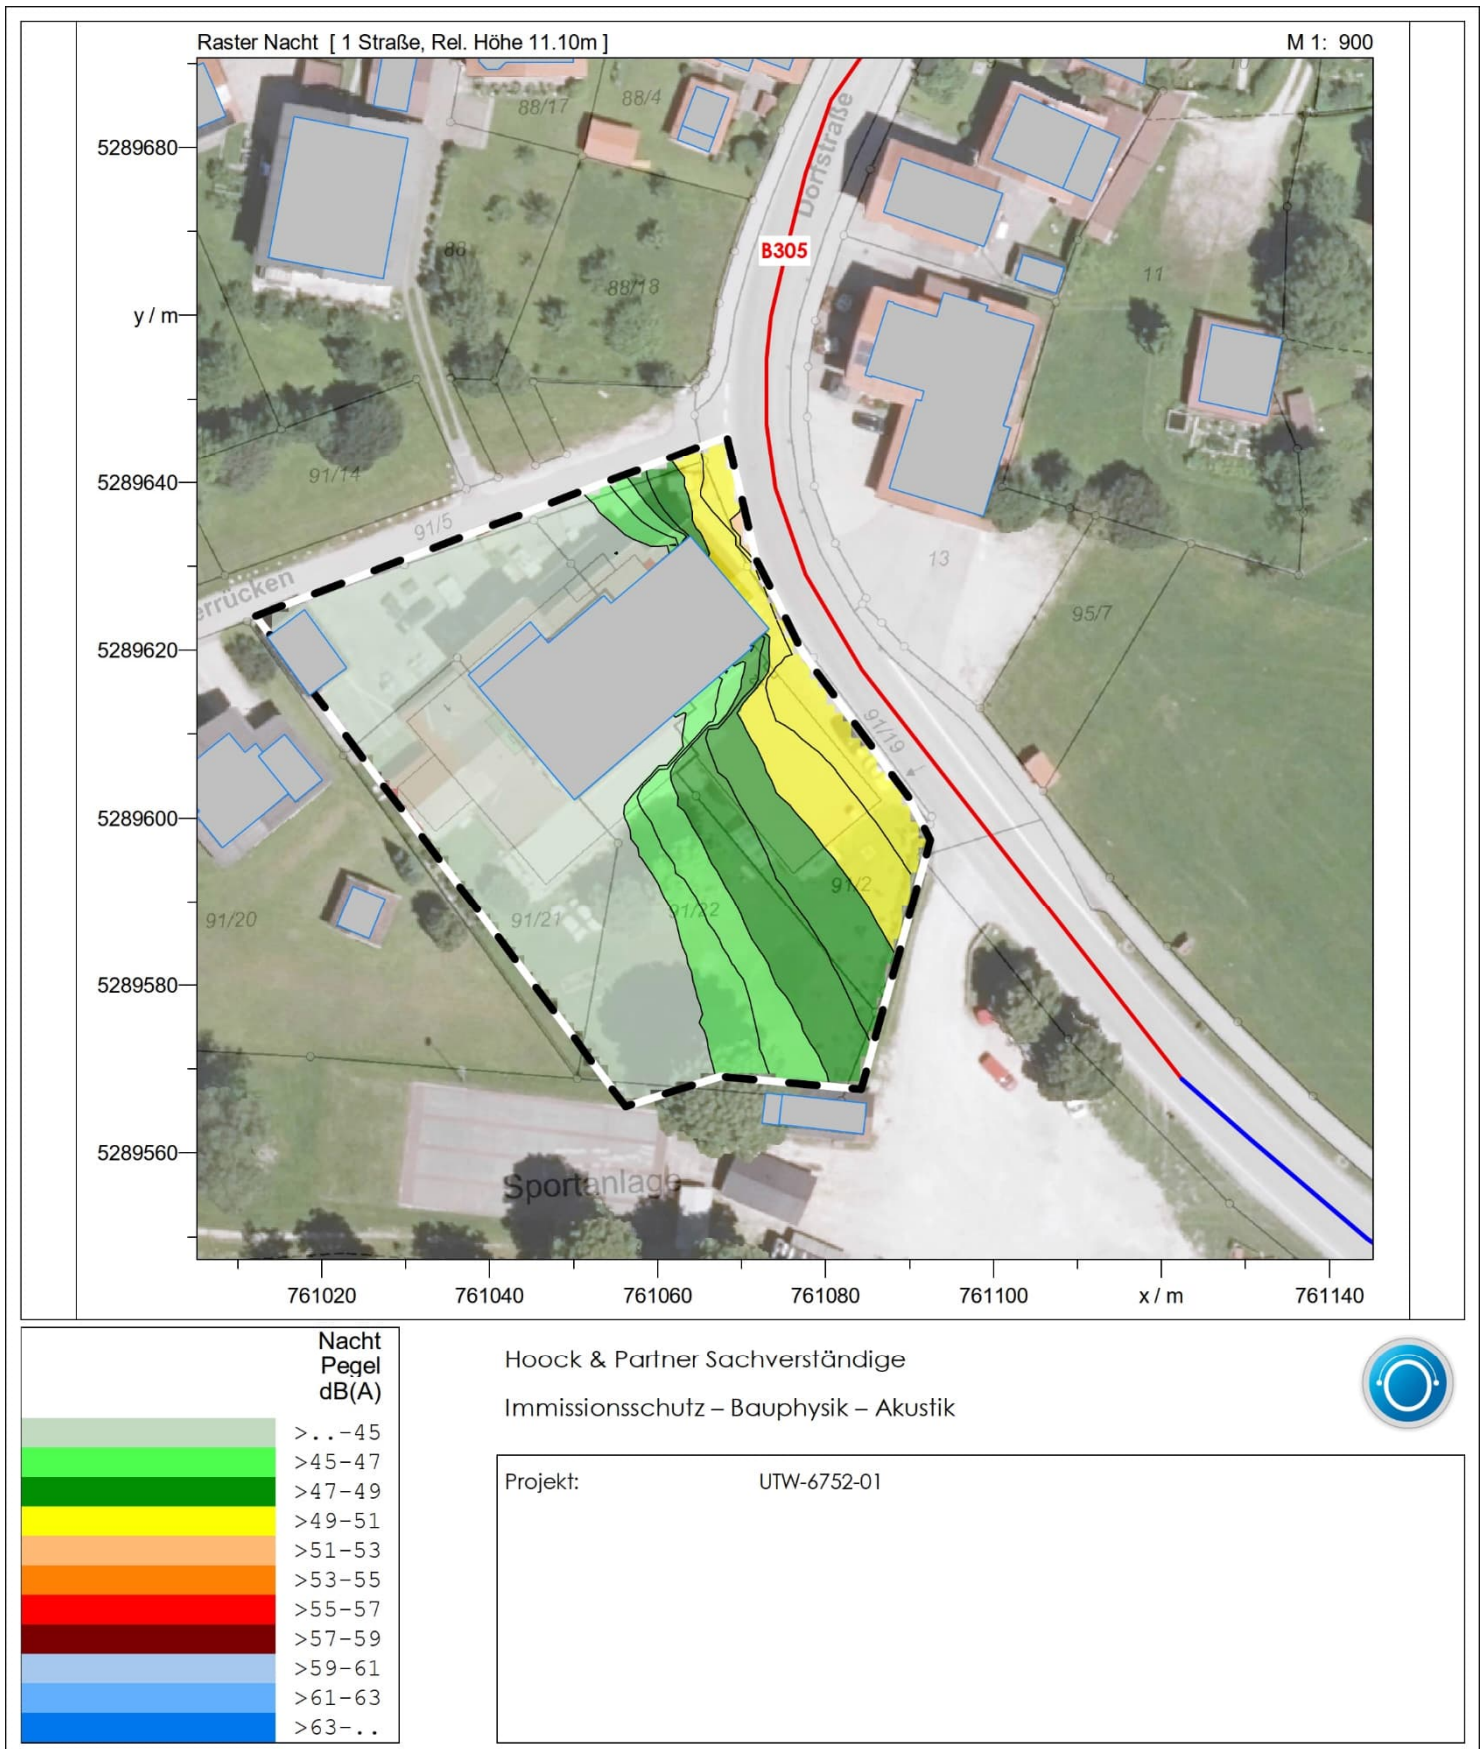 Raster Nacht [ 1 Straße, Rel. Höhe 11.10m ]
M 1: 900
88/17
88/4
Dorfstraße
5289680
88
B305
88/18
11
y / m
5289640
91/14
91/5
13
errücken
95/7
5289620
91/19
5289600
91/2
91/20
91/21
91/22
5289580
5289560
Sportanlage
761020
761040
761060
761080
761100
x / m
761140
Nacht
Pegel
dB(A)
>..-45
>45-47
>47-49
>49-51
>51-53
>53-55
>55-57
>57-59
>59-61
>61-63
>63-..
Hoock & Partner Sachverständige
Immissionsschutz – Bauphysik – Akustik
Projekt: UTW-6752-01